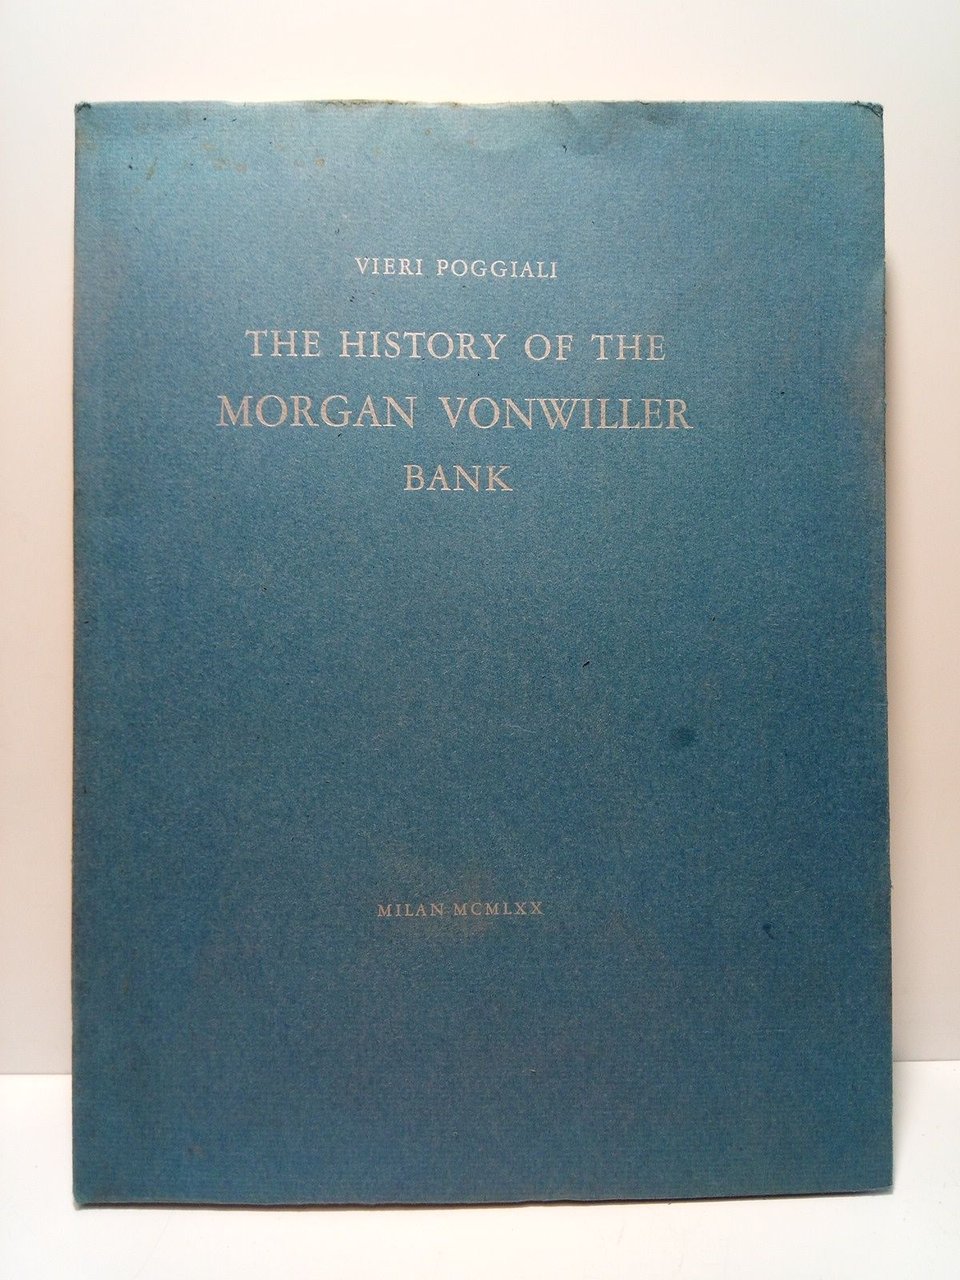 VIERI POGGIALI
THE HISTORY OF THE
MORGAN VONWILLER
BANK
MILAN MCMLXX